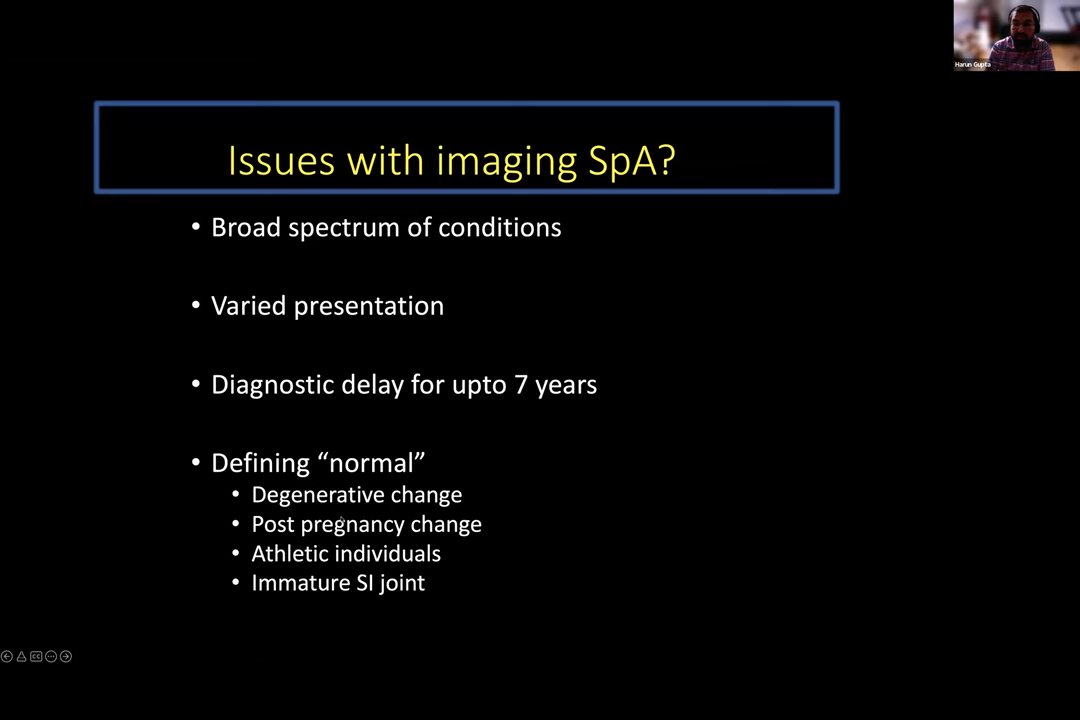 Harun Gupta
Issues with imaging SpA?
• Broad spectrum of conditions
• Varied presentation
• Diagnostic delay for upto 7 years
• Defining “normal”
• Degenerative change
• Post pregnancy change
• Athletic individuals
• Immature SI joint
CC